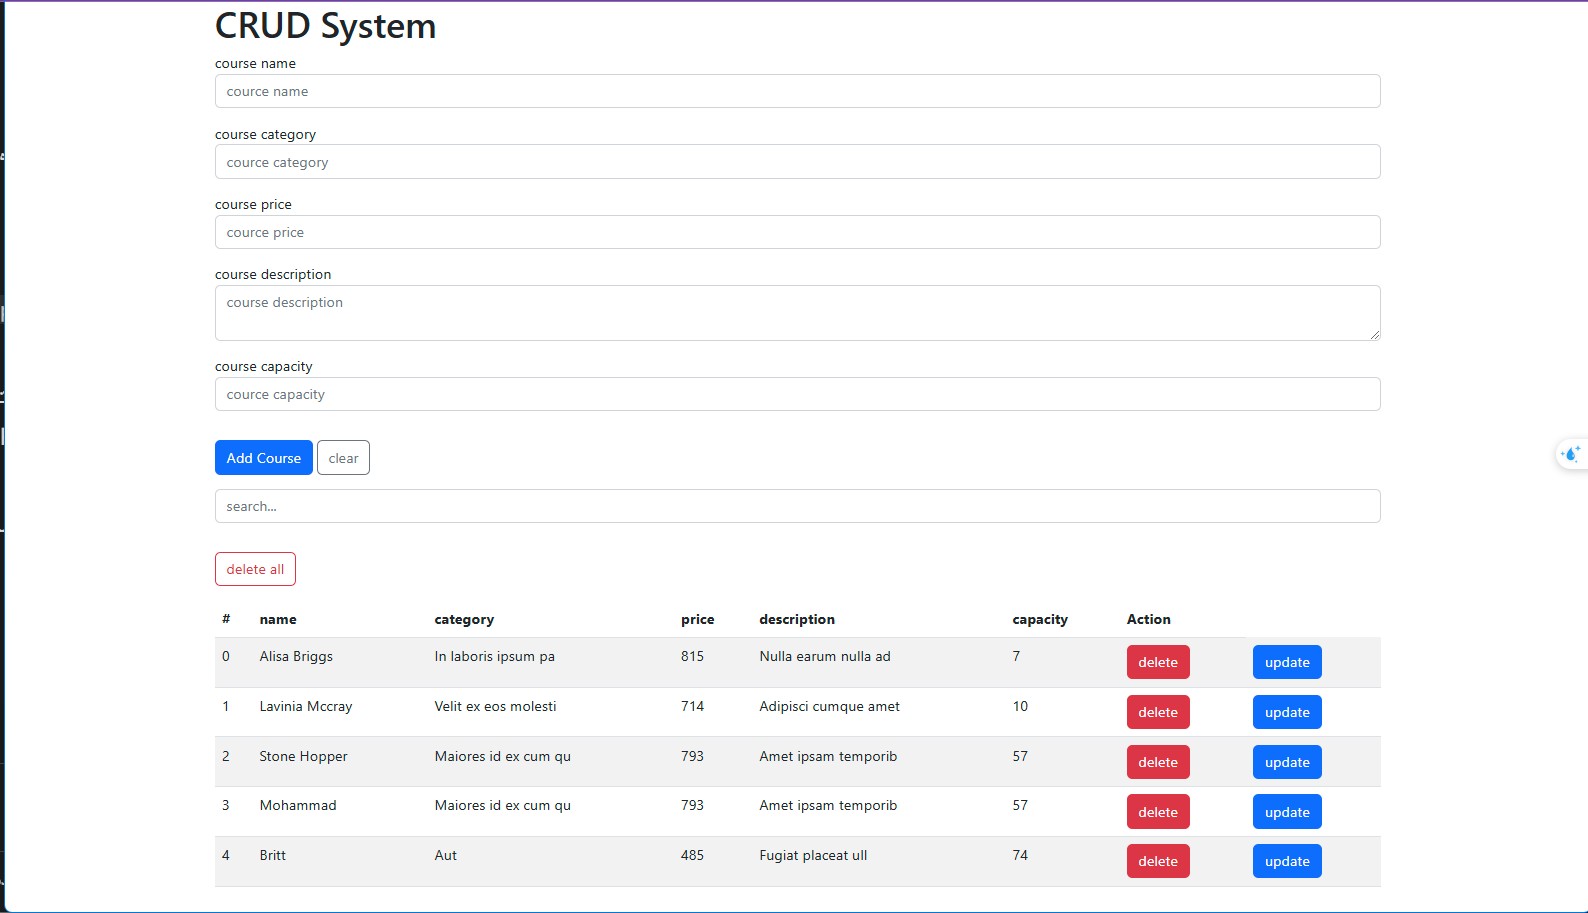 CRUD System
course name
cource name
course category
cource category
course price
cource price
course description
course description
course capacity
cource capacity
Add Course clear
search...
delete all
# name category price description capacity Action
0 Alisa Briggs In laboris ipsum pa 815 Nulla earum nulla ad 7 delete update
1 Lavinia Mccray Velit ex eos molesti 714 Adipisci cumque amet 10 delete update
2 Stone Hopper Maiores id ex cum qu 793 Amet ipsam temporib 57 delete update
3 Mohammad Maiores id ex cum qu 793 Amet ipsam temporib 57 delete update
4 Britt Aut 485 Fugiat placeat ull 74 delete update